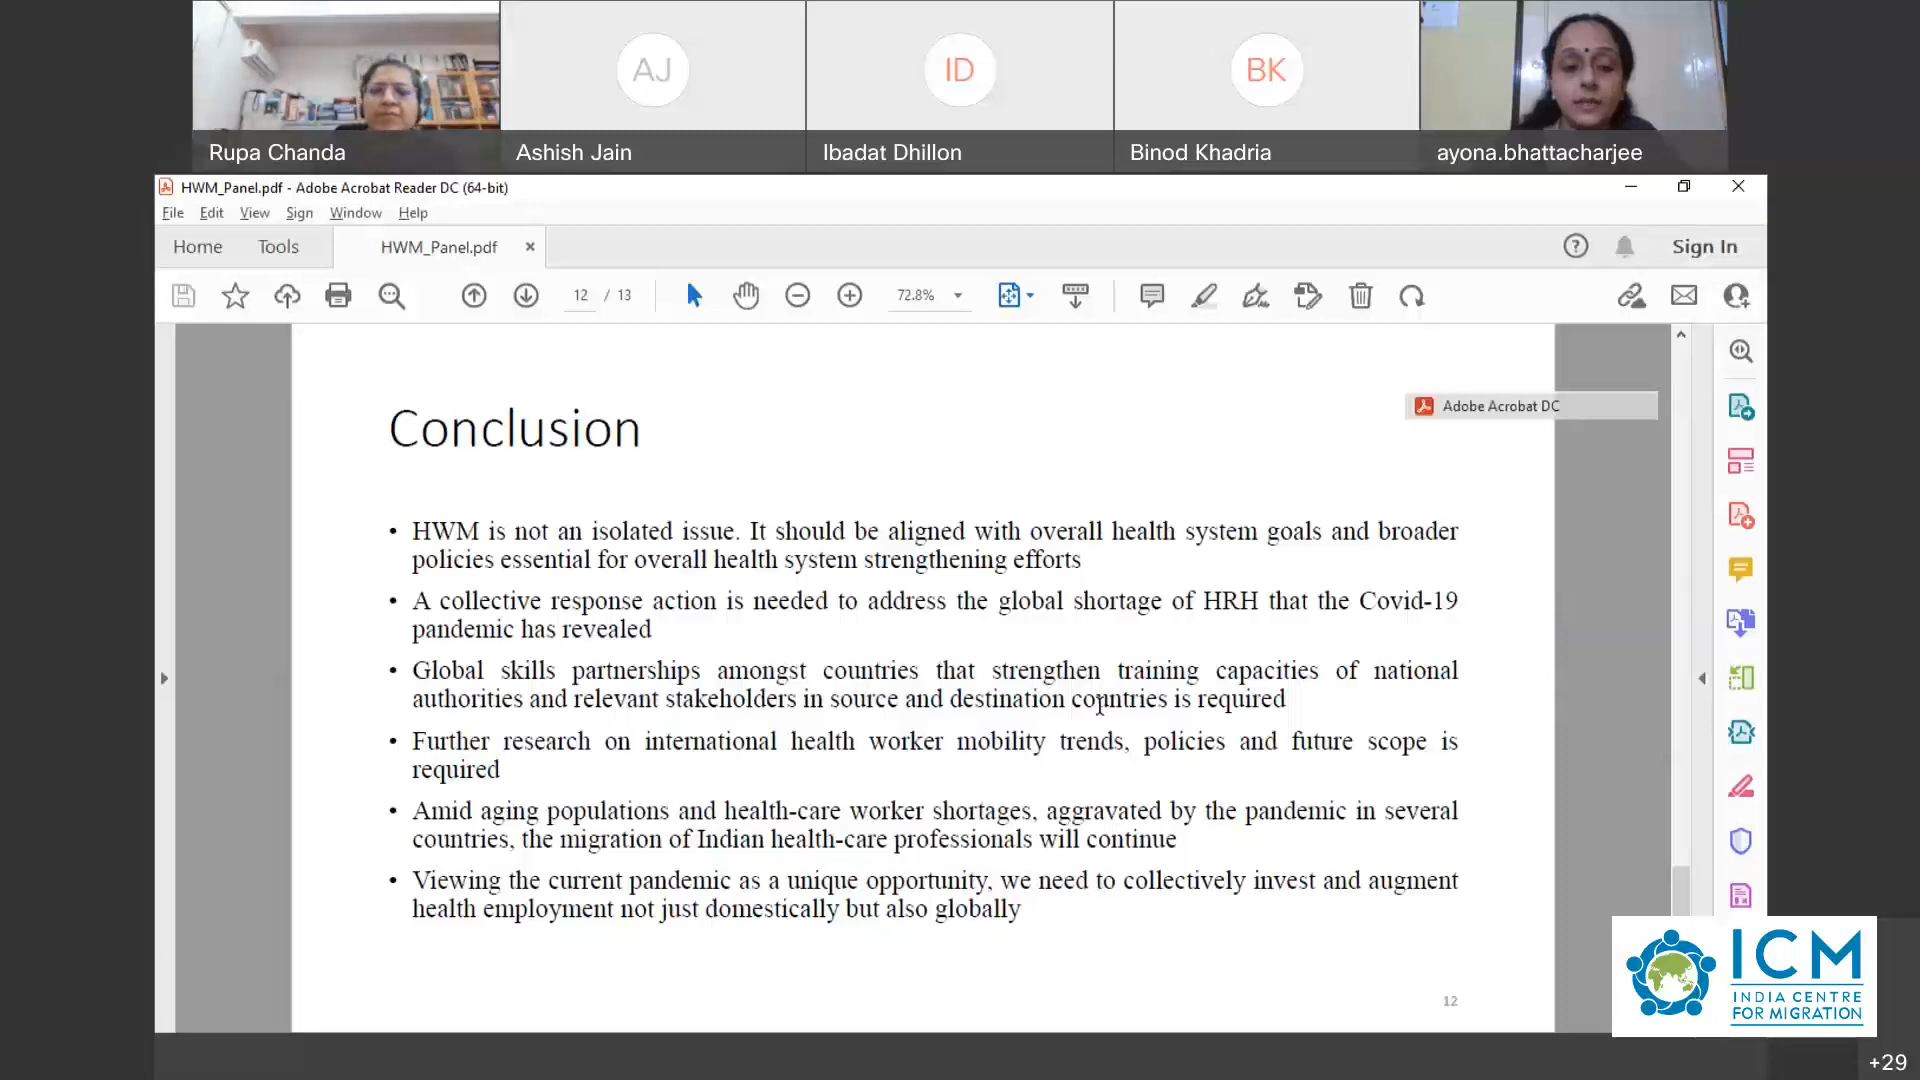 AJ
ID
BK
Rupa Chanda
Ashish Jain
Ibadat Dhillon
Binod Khadria
ayona.bhattacharjee
HWM_Panel.pdf - Adobe Acrobat Reader DC (64-bit)
File Edit View Sign Window Help
Home Tools HWM_Panel.pdf × Sign In
12 / 13 72.8%
Adobe Acrobat DC
Conclusion
• HWM is not an isolated issue. It should be aligned with overall health system goals and broader
policies essential for overall health system strengthening efforts
• A collective response action is needed to address the global shortage of HRH that the Covid-19
pandemic has revealed
• Global skills partnerships amongst countries that strengthen training capacities of national
authorities and relevant stakeholders in source and destination countries is required
• Further research on international health worker mobility trends, policies and future scope is
required
• Amid aging populations and health-care worker shortages, aggravated by the pandemic in several
countries, the migration of Indian health-care professionals will continue
• Viewing the current pandemic as a unique opportunity, we need to collectively invest and augment
health employment not just domestically but also globally
12
ICM
INDIA CENTRE
FOR MIGRATION
+29